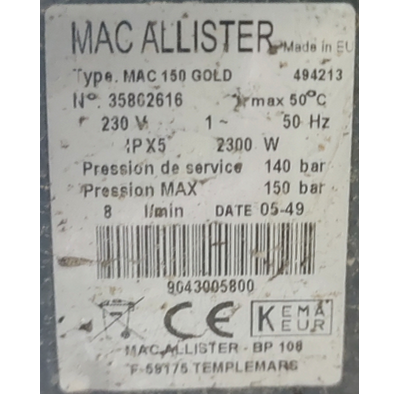 MAC ALLISTER Made in EU
Type. MAC 150 GOLD 494213
N°. 35862616 max 50°C
230 V 1~ 50 Hz
IPX5 2300 W
Pression de service 140 bar
Pression MAX 150 bar
8 l/min DATE 05-49
9043005800
CE KEMA KEUR
MAC ALLISTER - BP 108
F-59175 TEMPLEMARS